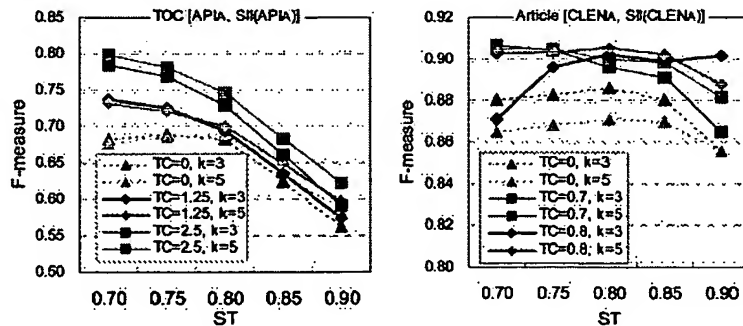 TOC [APIA, SIM(APIA)]
0.85
0.80
0.75
0.70
0.65
0.60
0.55
0.50
F-measure
TC=0, k=3
TC=0, k=5
TC=1.25, k=3
TC=1.25, k=5
TC=2.5, k=3
TC=2.5, k=5
0.70 0.75 0.80 0.85 0.90
ST
Article [CLENA, SIM(CLENA)]
0.92
0.90
0.88
0.86
0.84
0.82
0.80
F-measure
TC=0, k=3
TC=0, k=5
TC=0.7, k=3
TC=0.7, k=5
TC=0.8, k=3
TC=0.8, k=5
0.70 0.75 0.80 0.85 0.90
ST